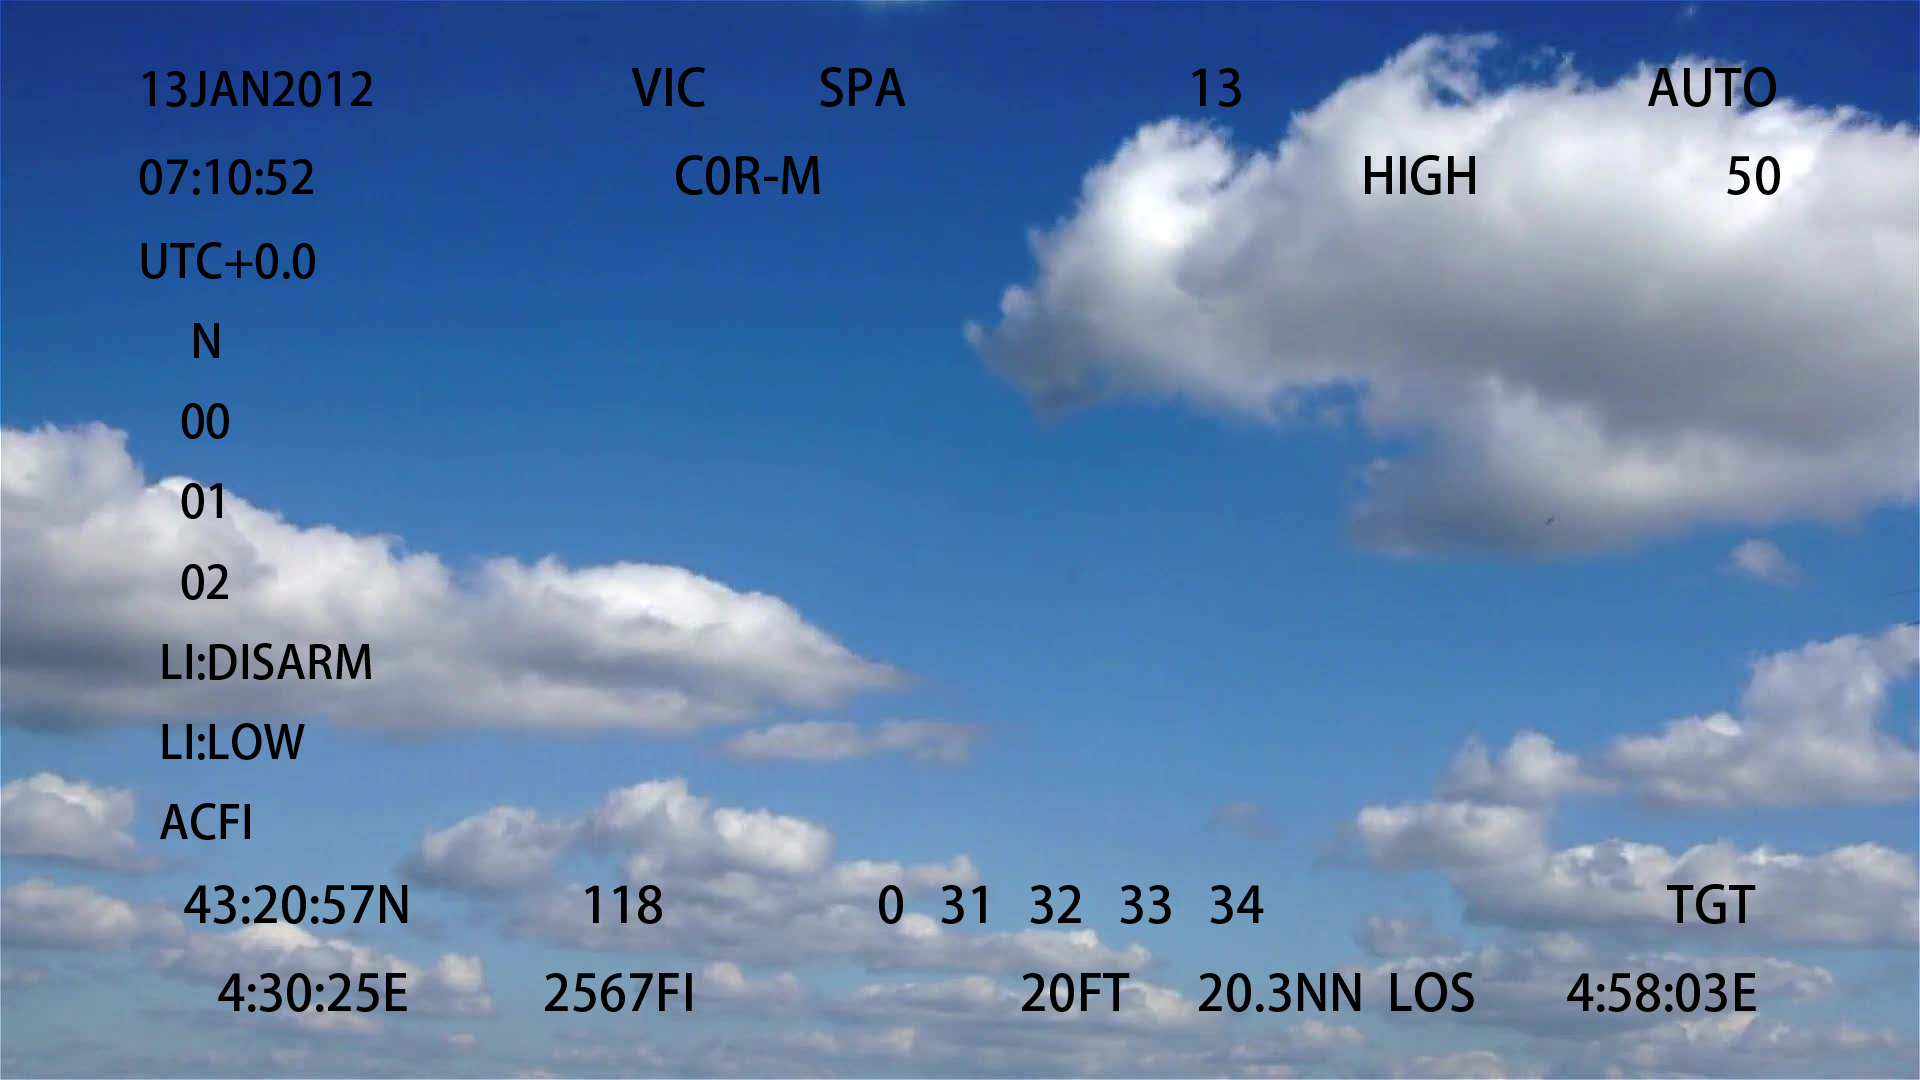 13JAN2012 VIC SPA 13 AUTO
07:10:52 C0R-M HIGH 50
UTC+0.0
N
00
01
02
LI:DISARM
LI:LOW
ACFI
43:20:57N 118 0 31 32 33 34 TGT
4:30:25E 2567FI 20FT 20.3NN LOS 4:58:03E